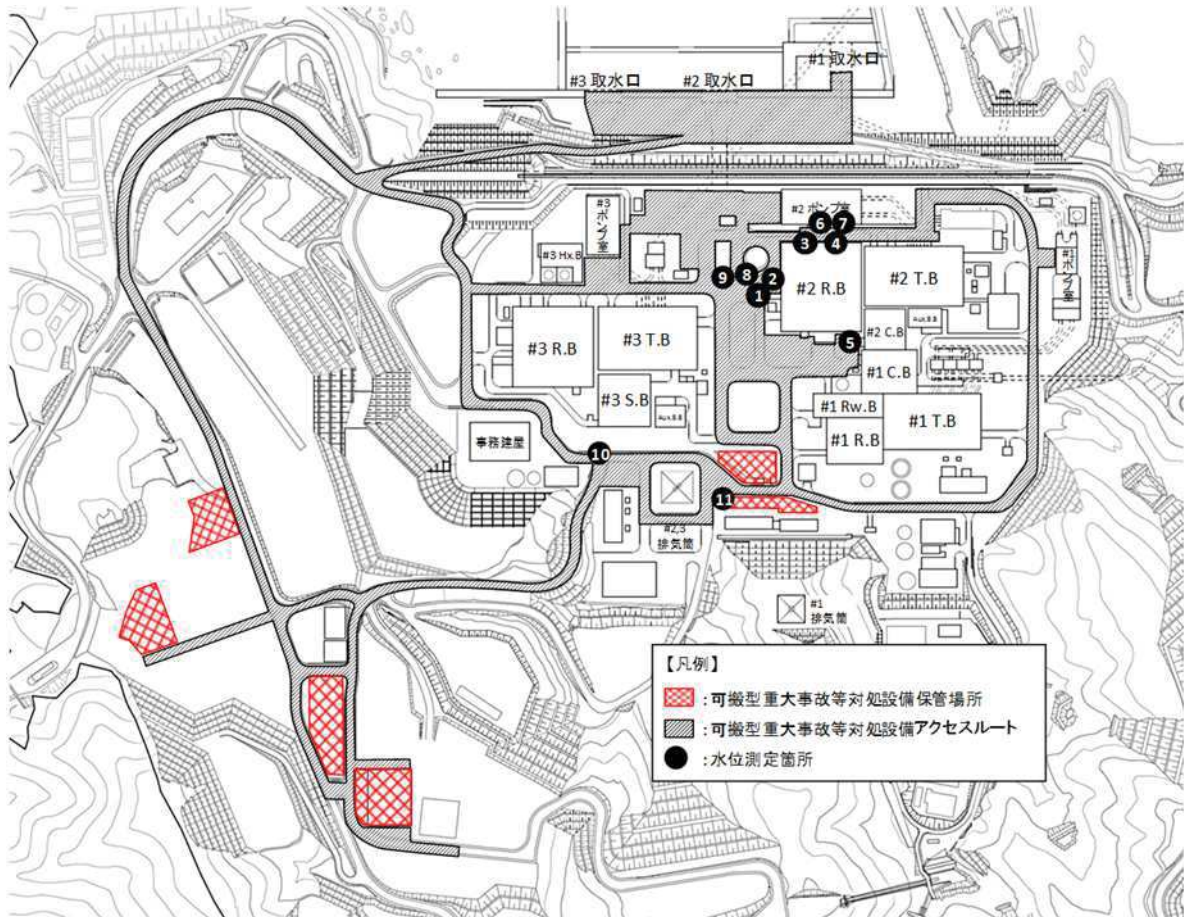 #1 取水口
#3 取水口
#2 取水口
#3 ポンプ室
#2 ポンプ室
6
7
#1 ポンプ室
#3 Hx.B
3
4
9
8
2
1
#2 R.B
#2 T.B
#3 R.B
#3 T.B
5
#2 C.B
Aux.B.B
#1 C.B
#3 S.B
Aux.B.B
#1 Rw.B
#1 T.B
#1 R.B
事務建屋
10
11
#2,3
排気筒
#1
排気筒
【凡例】
:可搬型重大事故等対処設備保管場所
:可搬型重大事故等対処設備アクセスルート
:水位測定箇所